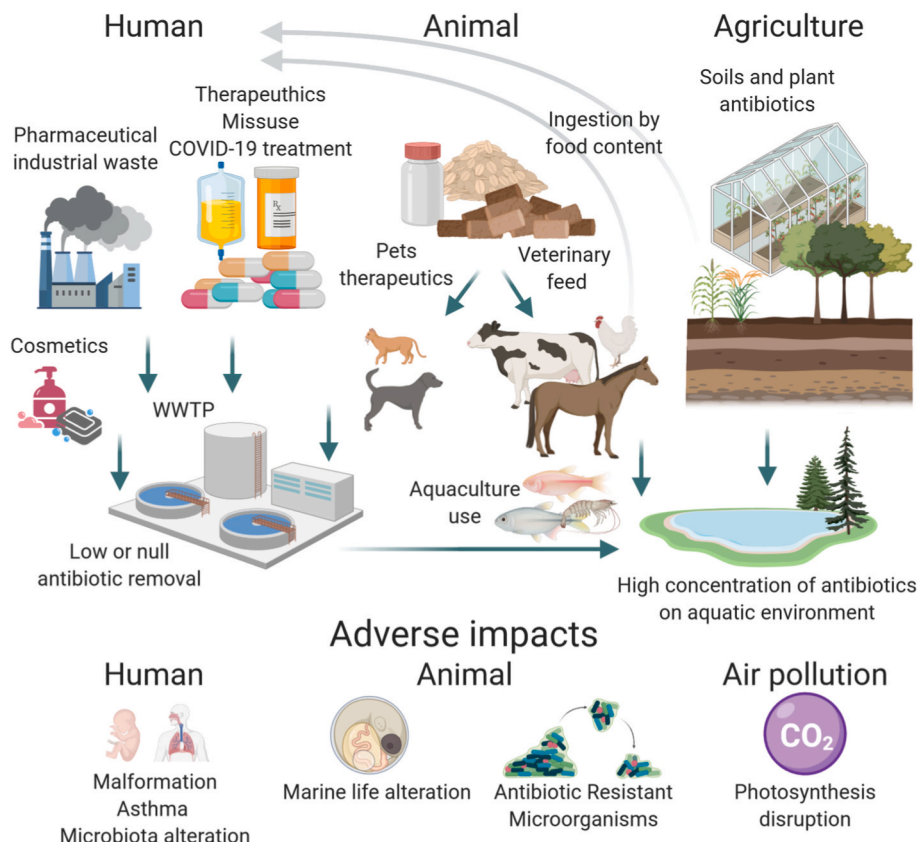 Human
Animal
Agriculture
Therapeuthics
Missuse
COVID-19 treatment
Pharmaceutical
industrial waste
Rx
Ingestion by
food content
Soils and plant
antibiotics
Pets
therapeutics
Veterinary
feed
Cosmetics
WWTP
Low or null
antibiotic removal
Aquaculture
use
High concentration of antibiotics
on aquatic environment
Adverse impacts
Human
Animal
Air pollution
CO₂
Malformation
Asthma
Microbiota alteration
Marine life alteration
Antibiotic Resistant
Microorganisms
Photosynthesis
disruption